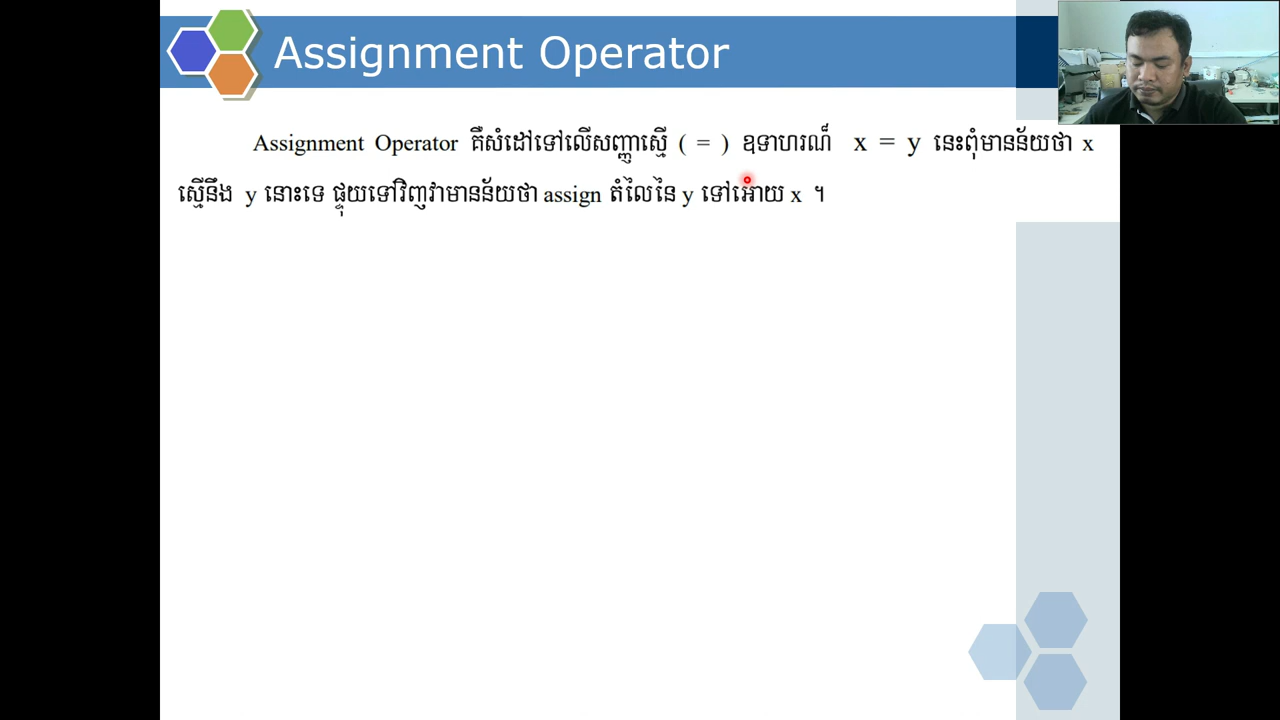 Assignment Operator
Assignment Operator គឺសំដៅទៅលើសញ្ញាស្មើ ( = ) ឧទាហរណ៏ x = y នេះពុំមានន័យថា x
ស្មើនឹង y នោះទេ ផ្ទុយទៅវិញវាមានន័យថា assign តំលៃនៃ y ទៅអោយ x ។